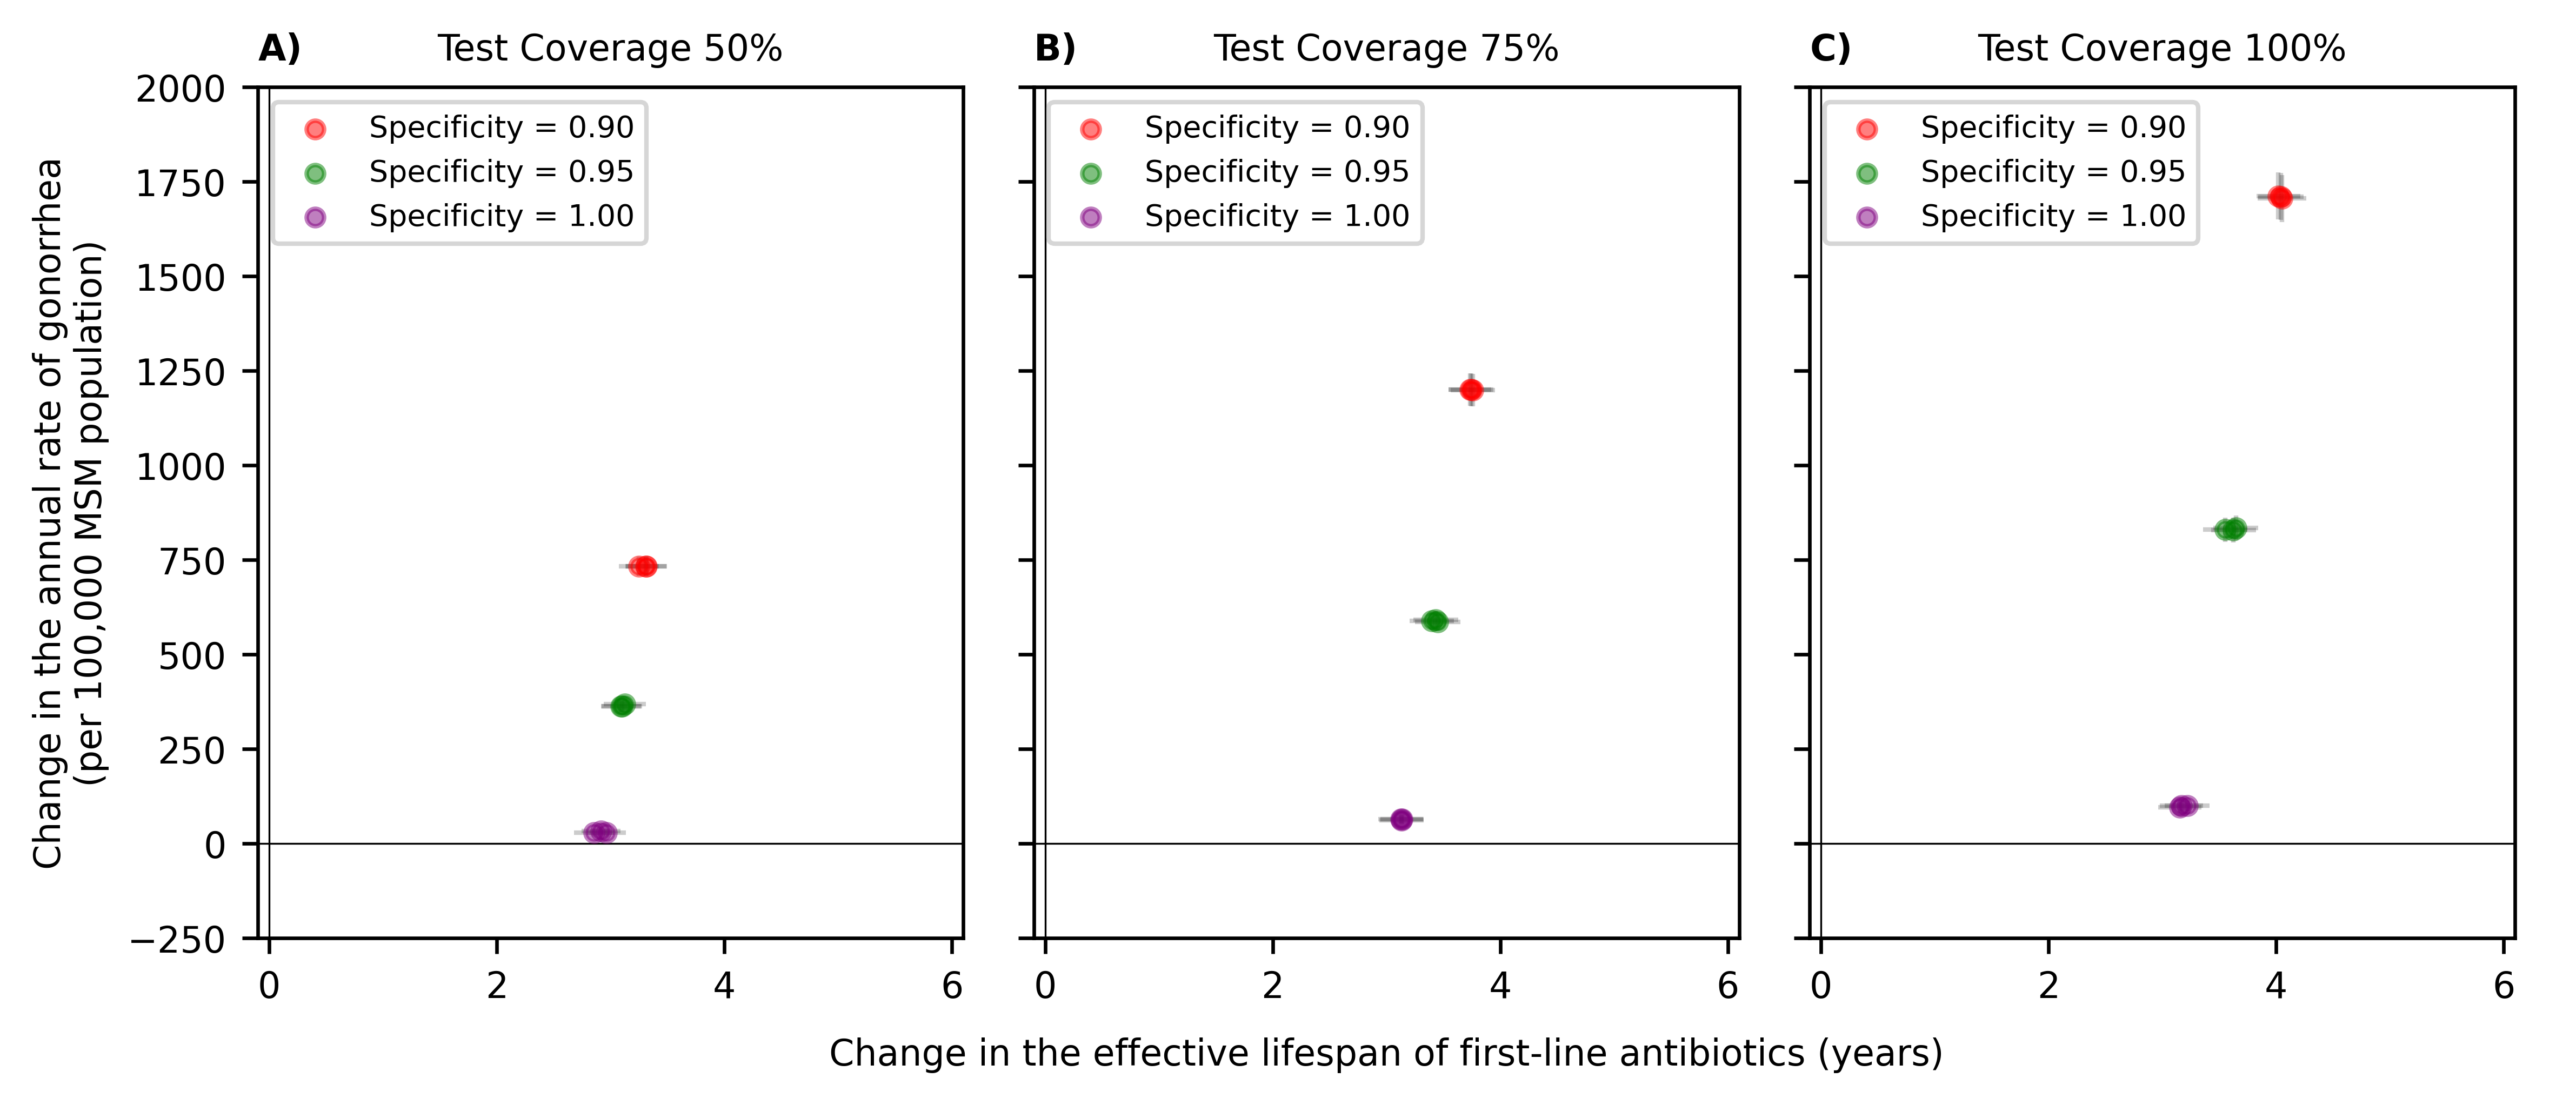 A) Test Coverage 50%
B) Test Coverage 75%
C) Test Coverage 100%
Specificity = 0.90
Specificity = 0.95
Specificity = 1.00
Specificity = 0.90
Specificity = 0.95
Specificity = 1.00
Specificity = 0.90
Specificity = 0.95
Specificity = 1.00
Change in the annual rate of gonorrhea
(per 100,000 MSM population)
2000
1750
1500
1250
1000
750
500
250
0
−250
0 2 4 6
0 2 4 6
0 2 4 6
Change in the effective lifespan of first-line antibiotics (years)